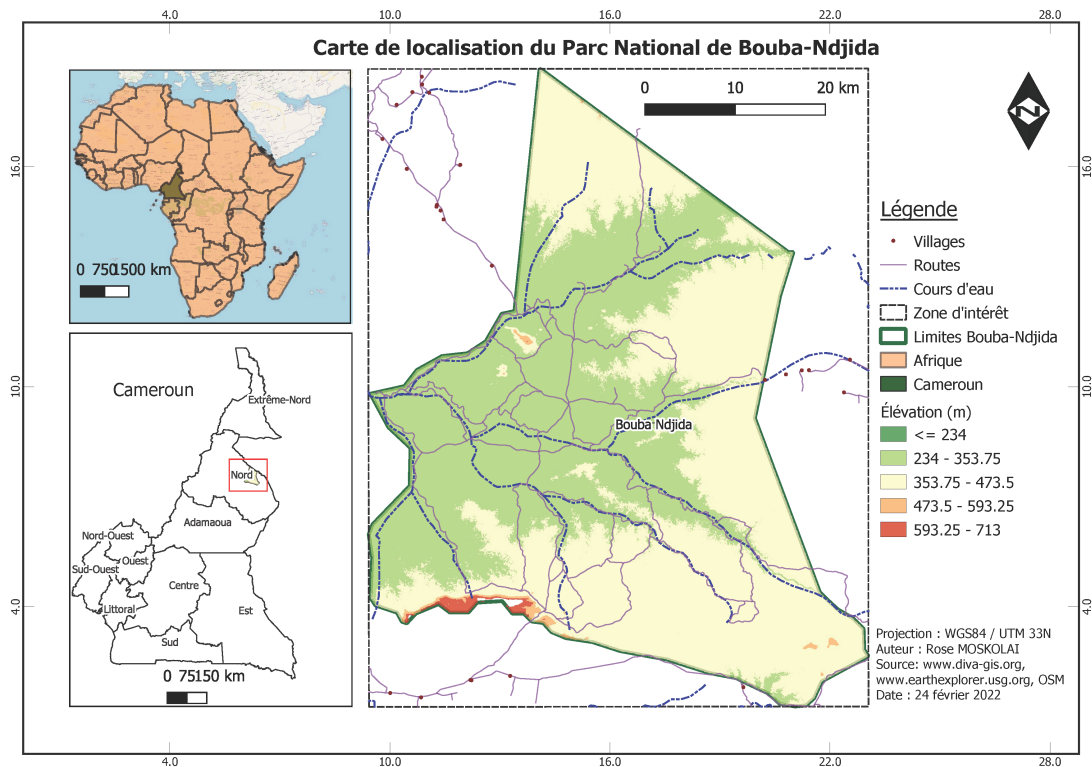 4.0
10.0
16.0
22.0
28.0
Carte de localisation du Parc National de Bouba-Ndjida
0 10 20 km
N
16.0
16.0
0 750 1500 km
Légende
Villages
Routes
Cours d'eau
Zone d'intérêt
Limites Bouba-Ndjida
Afrique
Cameroun
Élévation (m)
<= 234
234 - 353.75
353.75 - 473.5
473.5 - 593.25
593.25 - 713
10.0
10.0
Cameroun
Extrême-Nord
Nord
Adamaoua
Nord-Ouest
Ouest
Sud-Ouest
Centre
Littoral
Est
Sud
0 75 150 km
Bouba Ndjida
4.0
4.0
Projection : WGS84 / UTM 33N
Auteur : Rose MOSKOLAI
Source: www.diva-gis.org,
www.earthexplorer.usg.org, OSM
Date : 24 février 2022
4.0
10.0
16.0
22.0
28.0